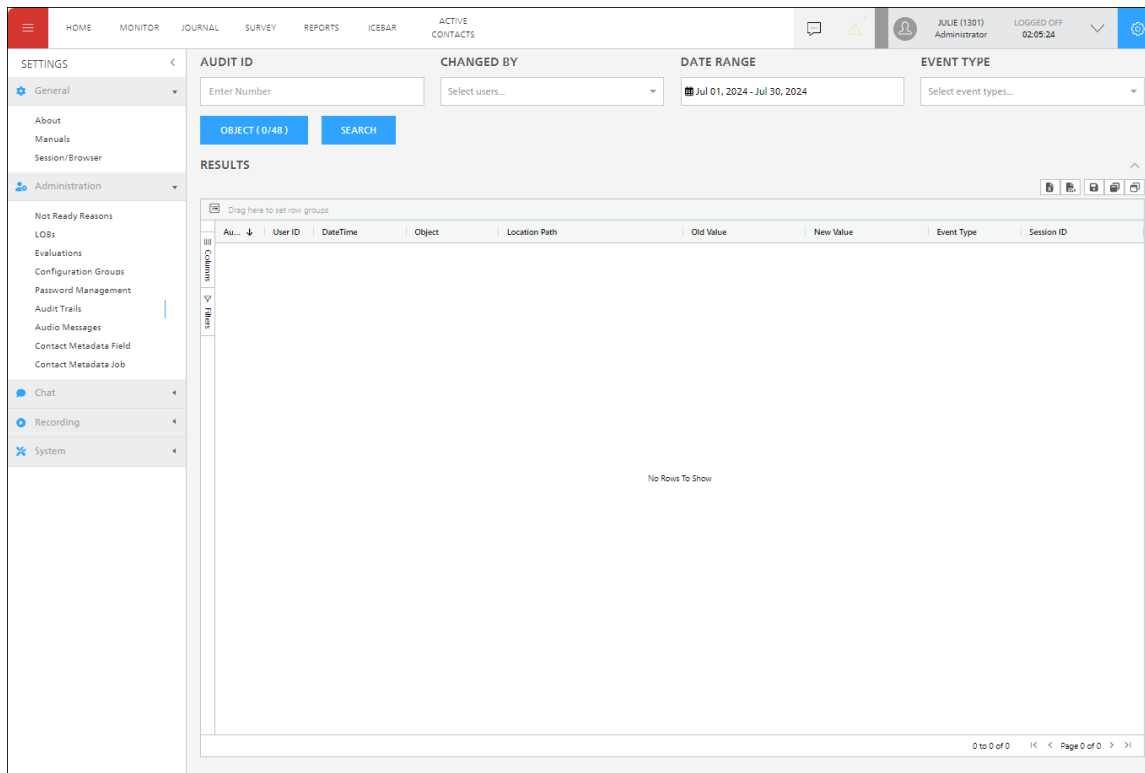 HOME MONITOR JOURNAL SURVEY REPORTS ICEBAR ACTIVE CONTACTS
JULIE (1301)
Administrator
LOGGED OFF
02:05:24
SETTINGS
General
About
Manuals
Session/Browser
Administration
Not Ready Reasons
LOBs
Evaluations
Configuration Groups
Password Management
Audit Trails
Audio Messages
Contact Metadata Field
Contact Metadata Job
Chat
Recording
System
AUDIT ID CHANGED BY DATE RANGE EVENT TYPE
Enter Number Select users... Jul 01, 2024 - Jul 30, 2024 Select event types...
OBJECT ( 0/48 ) SEARCH
RESULTS
Drag here to set row groups
Au... User ID DateTime Object Location Path Old Value New Value Event Type Session ID
Columns
Filters
No Rows To Show
0 to 0 of 0 Page 0 of 0